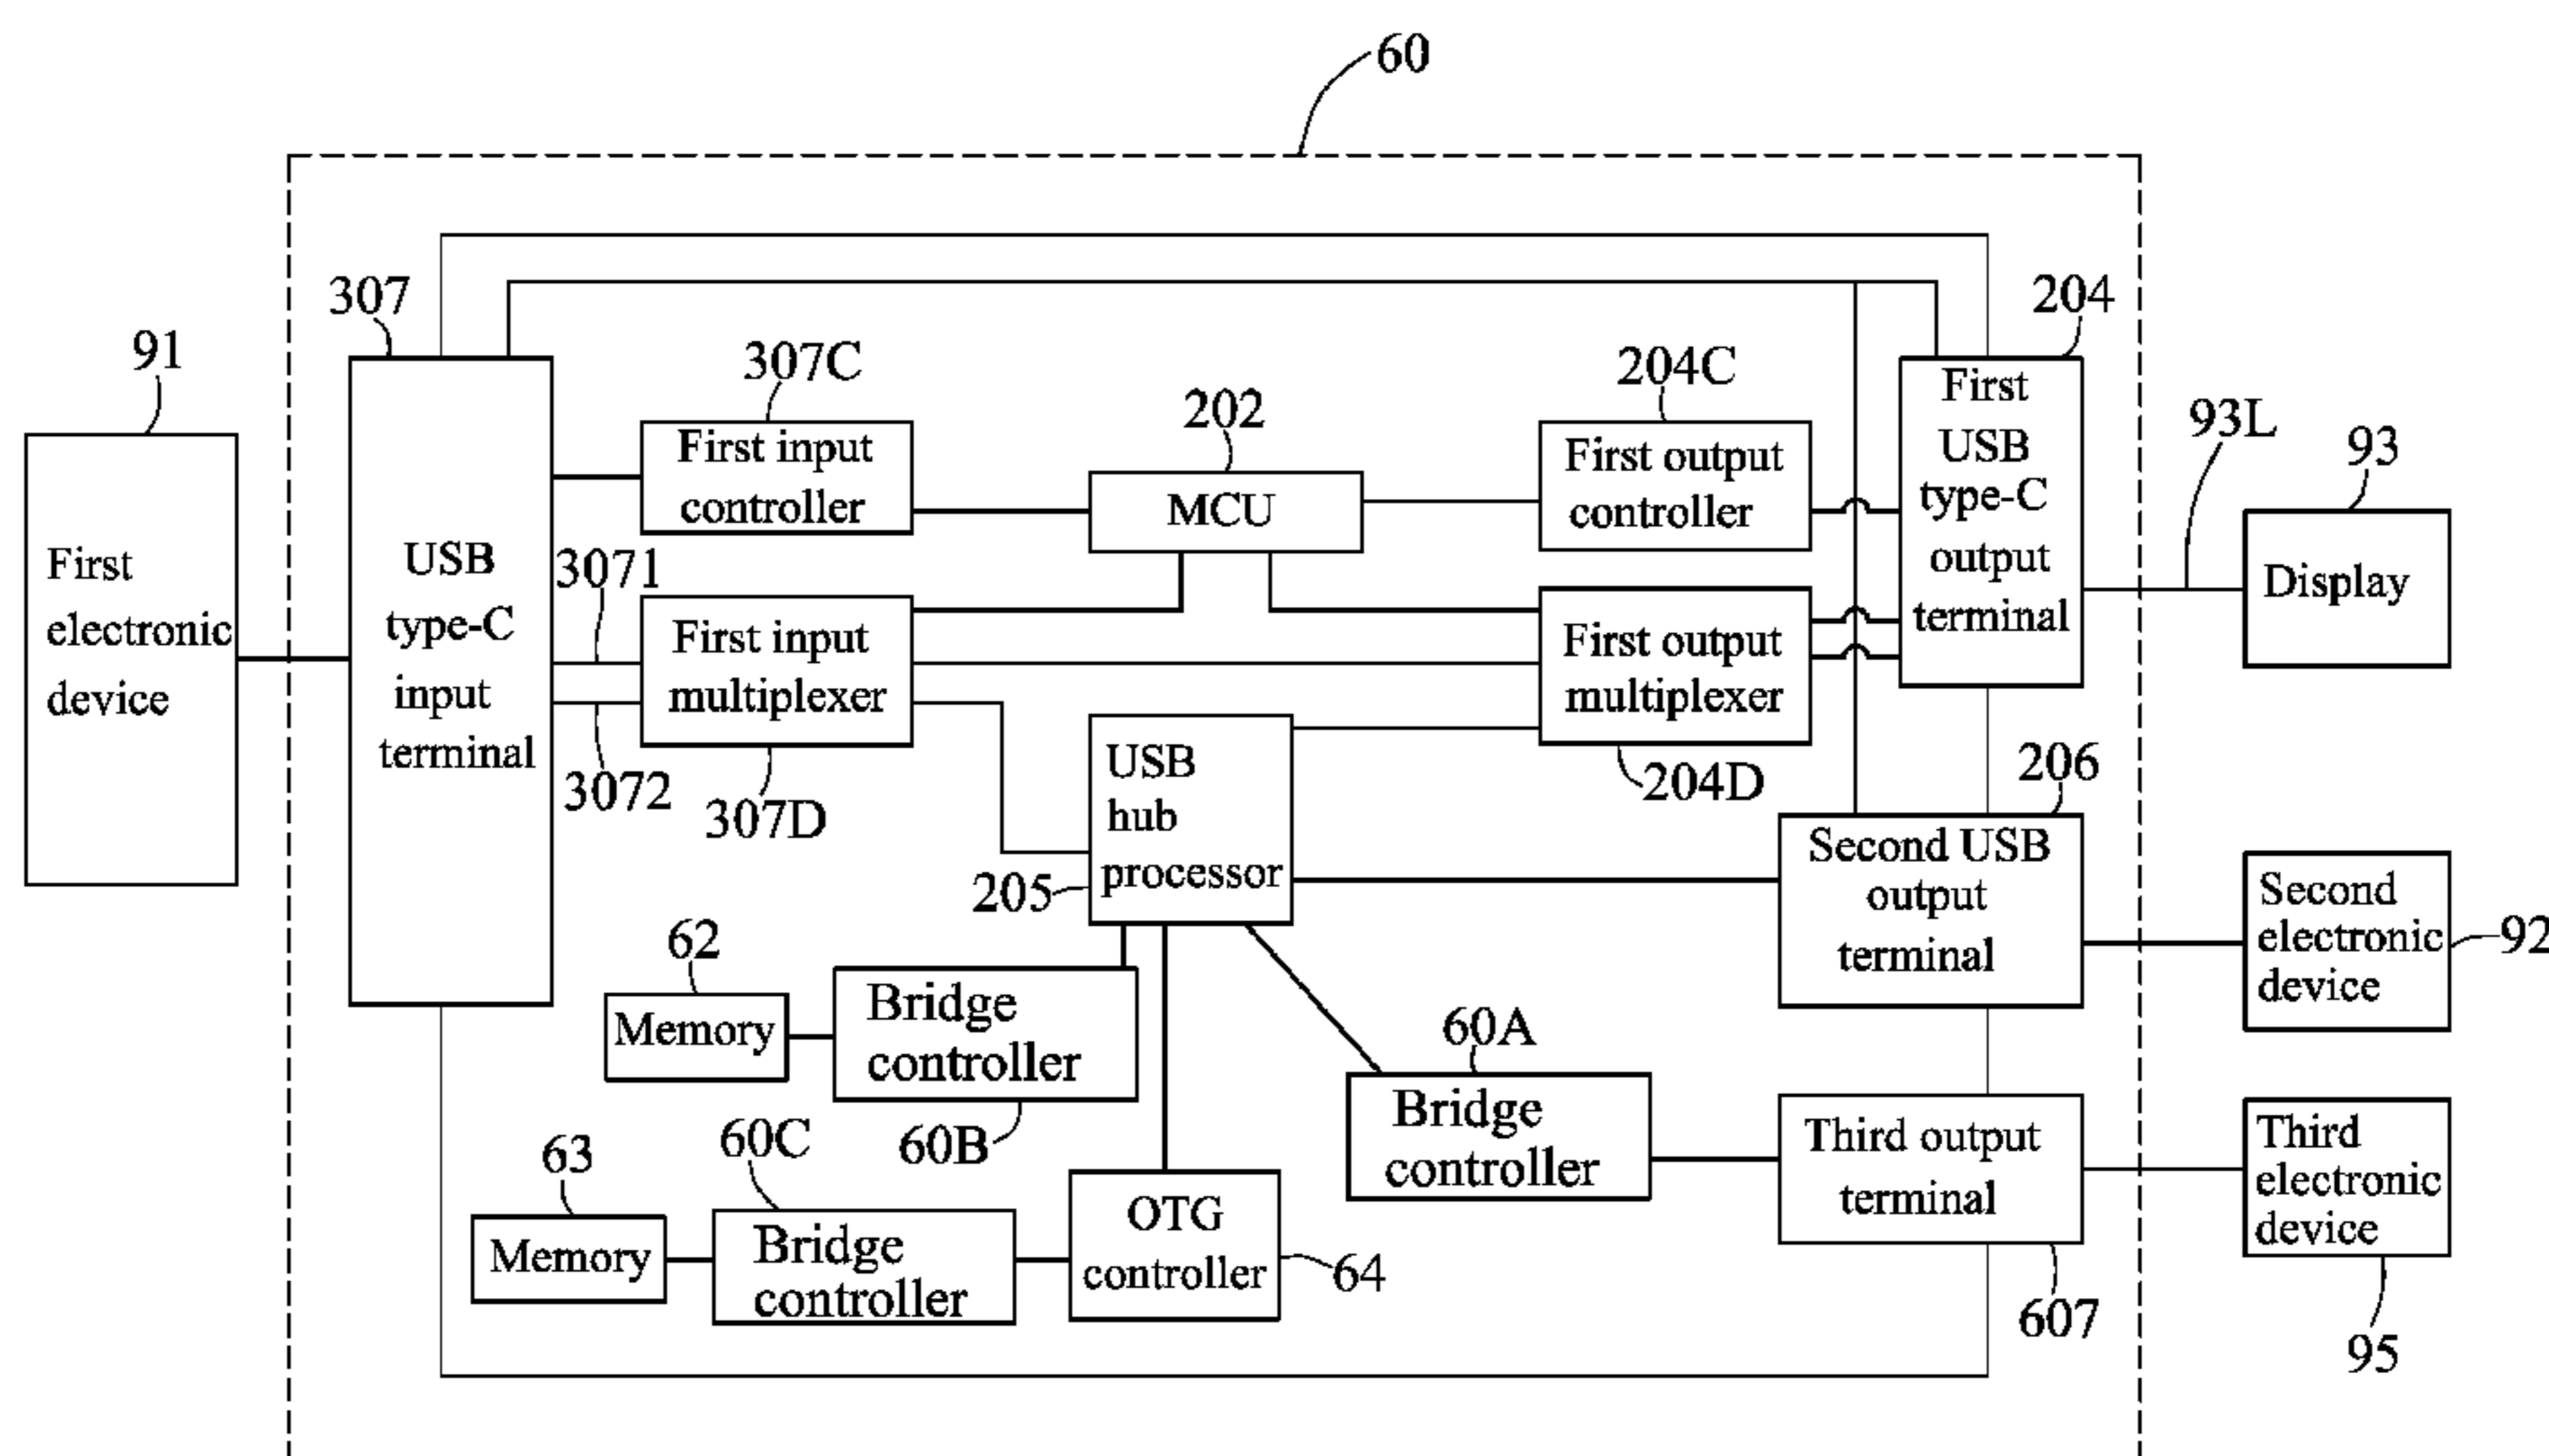 60
307
204
91
307C
204C
202
93L
93
First input
controller
MCU
First output
controller
First
USB
type-C
output
terminal
Display
First
electronic
device
USB
type-C
input
terminal
3071
3072
First input
multiplexer
307D
First output
multiplexer
204D
USB
hub
processor
205
206
Second USB
output
terminal
Second
electronic
device
92
62
Memory
Bridge
controller
60B
60A
Bridge
controller
Third output
terminal
607
Third
electronic
device
95
63
Memory
60C
Bridge
controller
OTG
controller
64